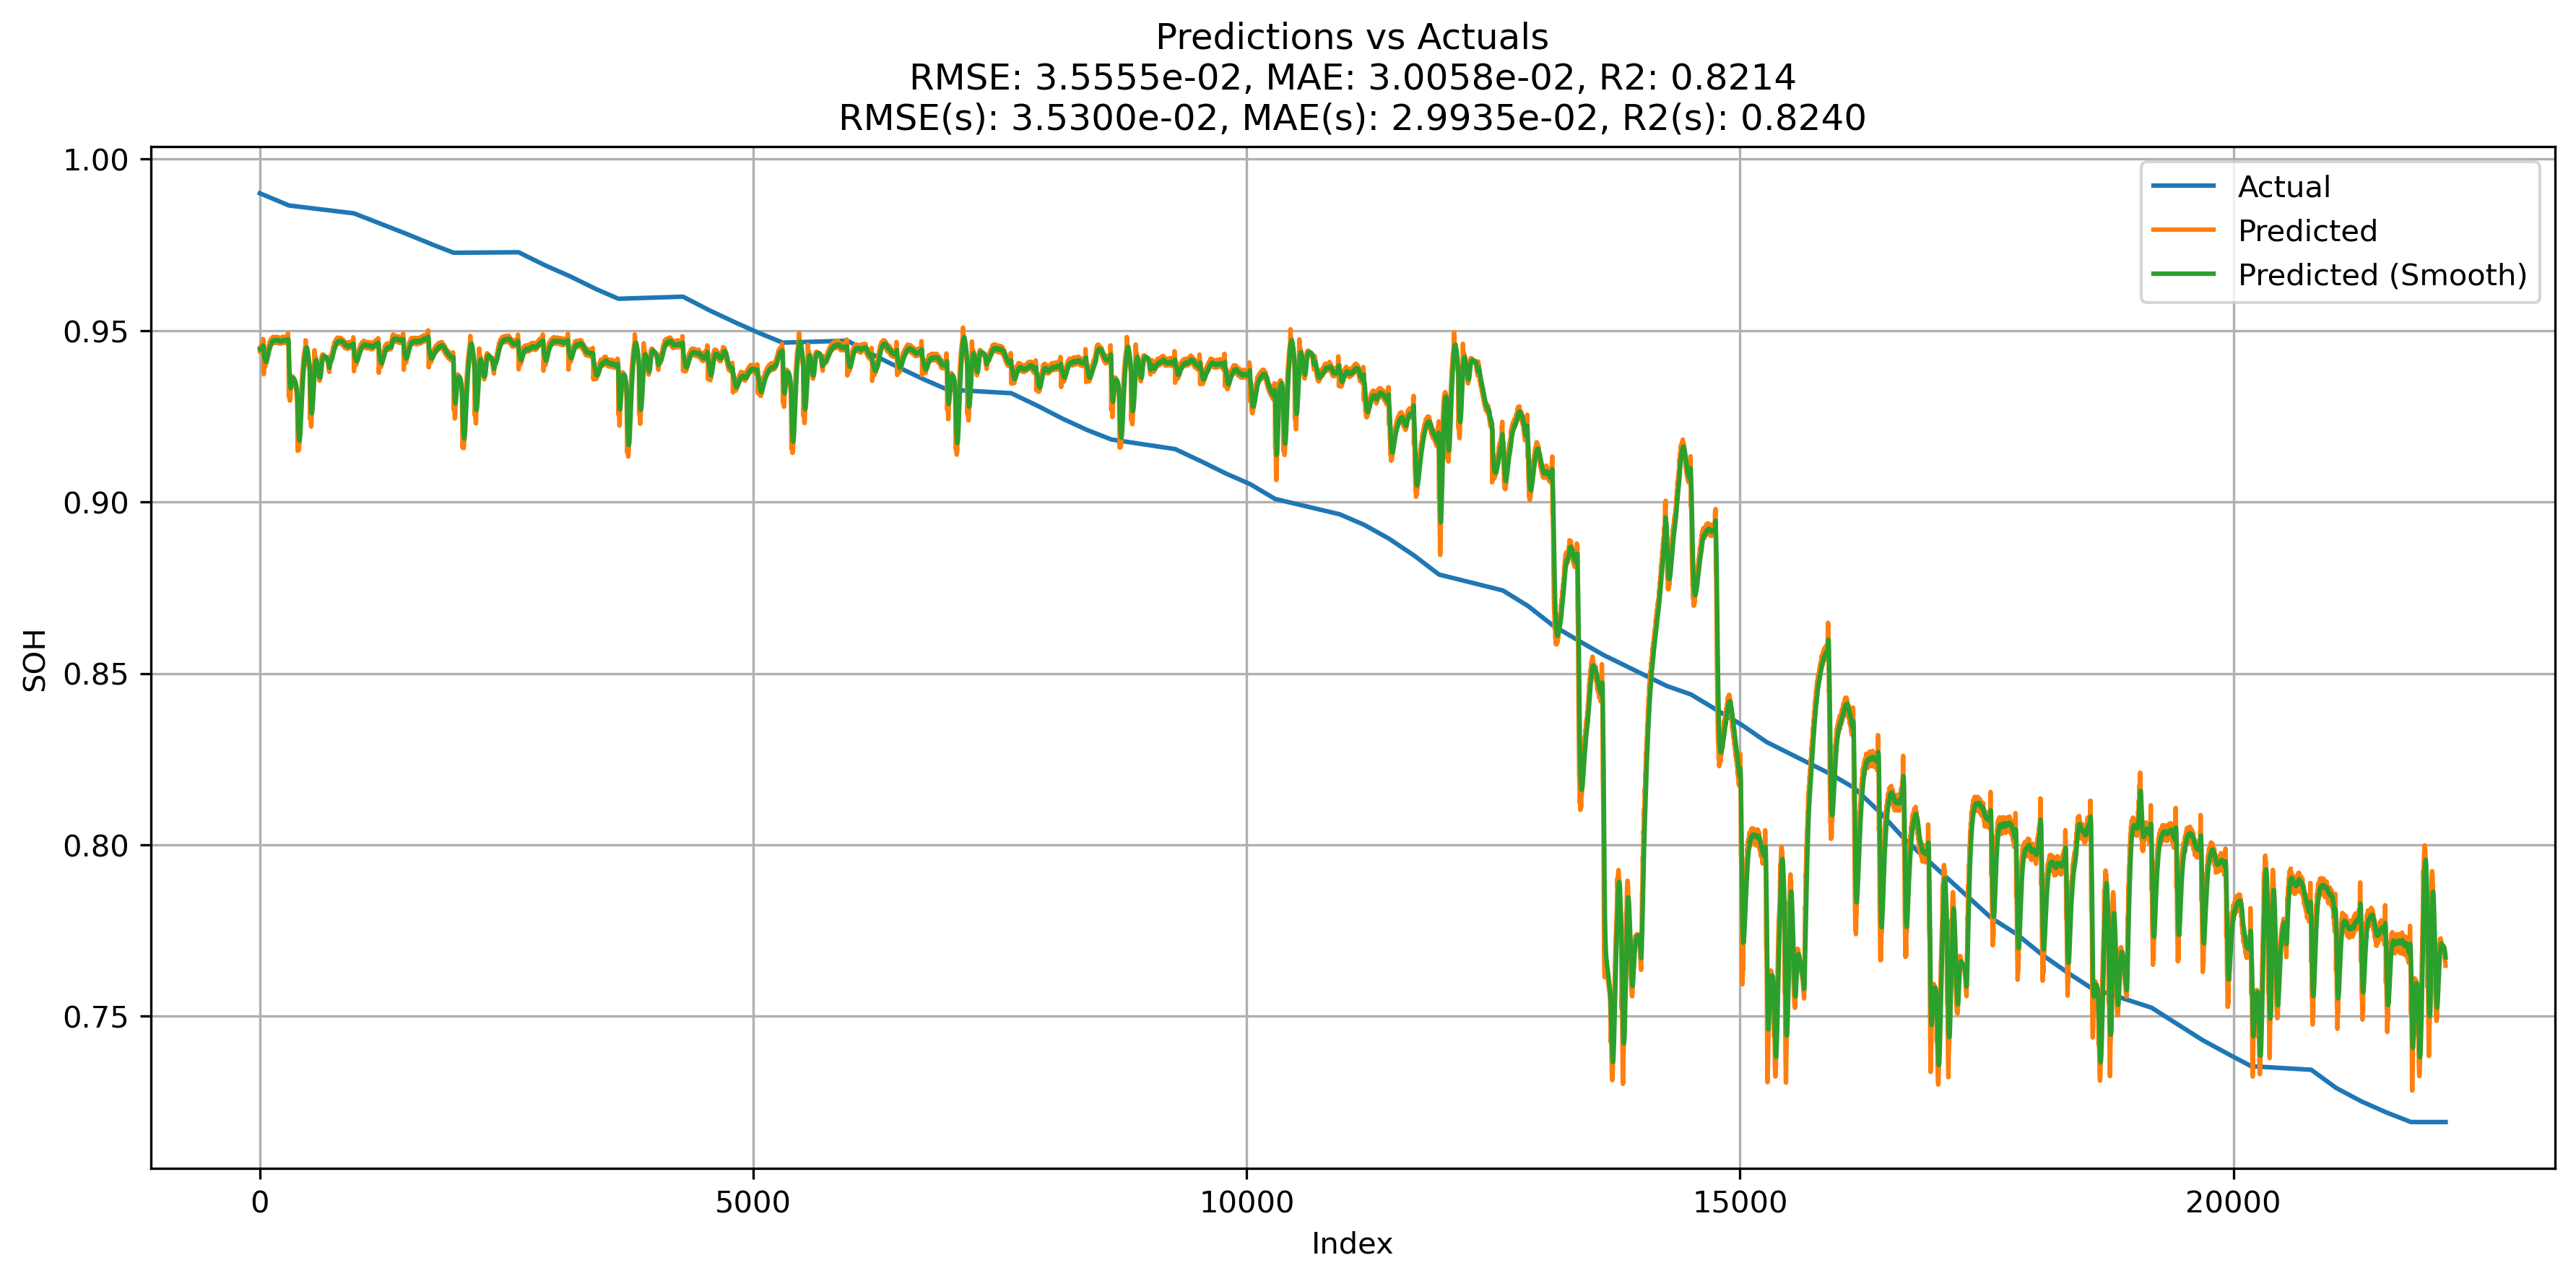 Predictions vs Actuals
RMSE: 3.5555e-02, MAE: 3.0058e-02, R2: 0.8214
RMSE(s): 3.5300e-02, MAE(s): 2.9935e-02, R2(s): 0.8240
Actual
Predicted
Predicted (Smooth)
SOH
1.00
0.95
0.90
0.85
0.80
0.75
0
5000
10000
15000
20000
Index